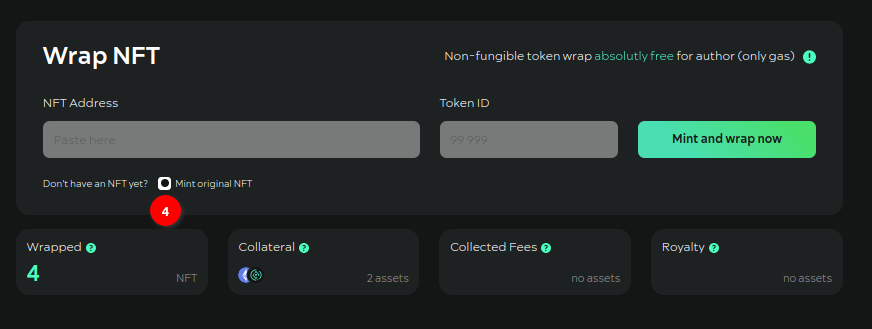 Wrap NFT
Non-fungible token wrap absolutly free for author (only gas) !
NFT Address
Token ID
Paste here
99 999
Mint and wrap now
Don't have an NFT yet? Mint original NFT
4
Wrapped ?
4
NFT
Collateral ?
2 assets
Collected Fees ?
no assets
Royalty ?
no assets